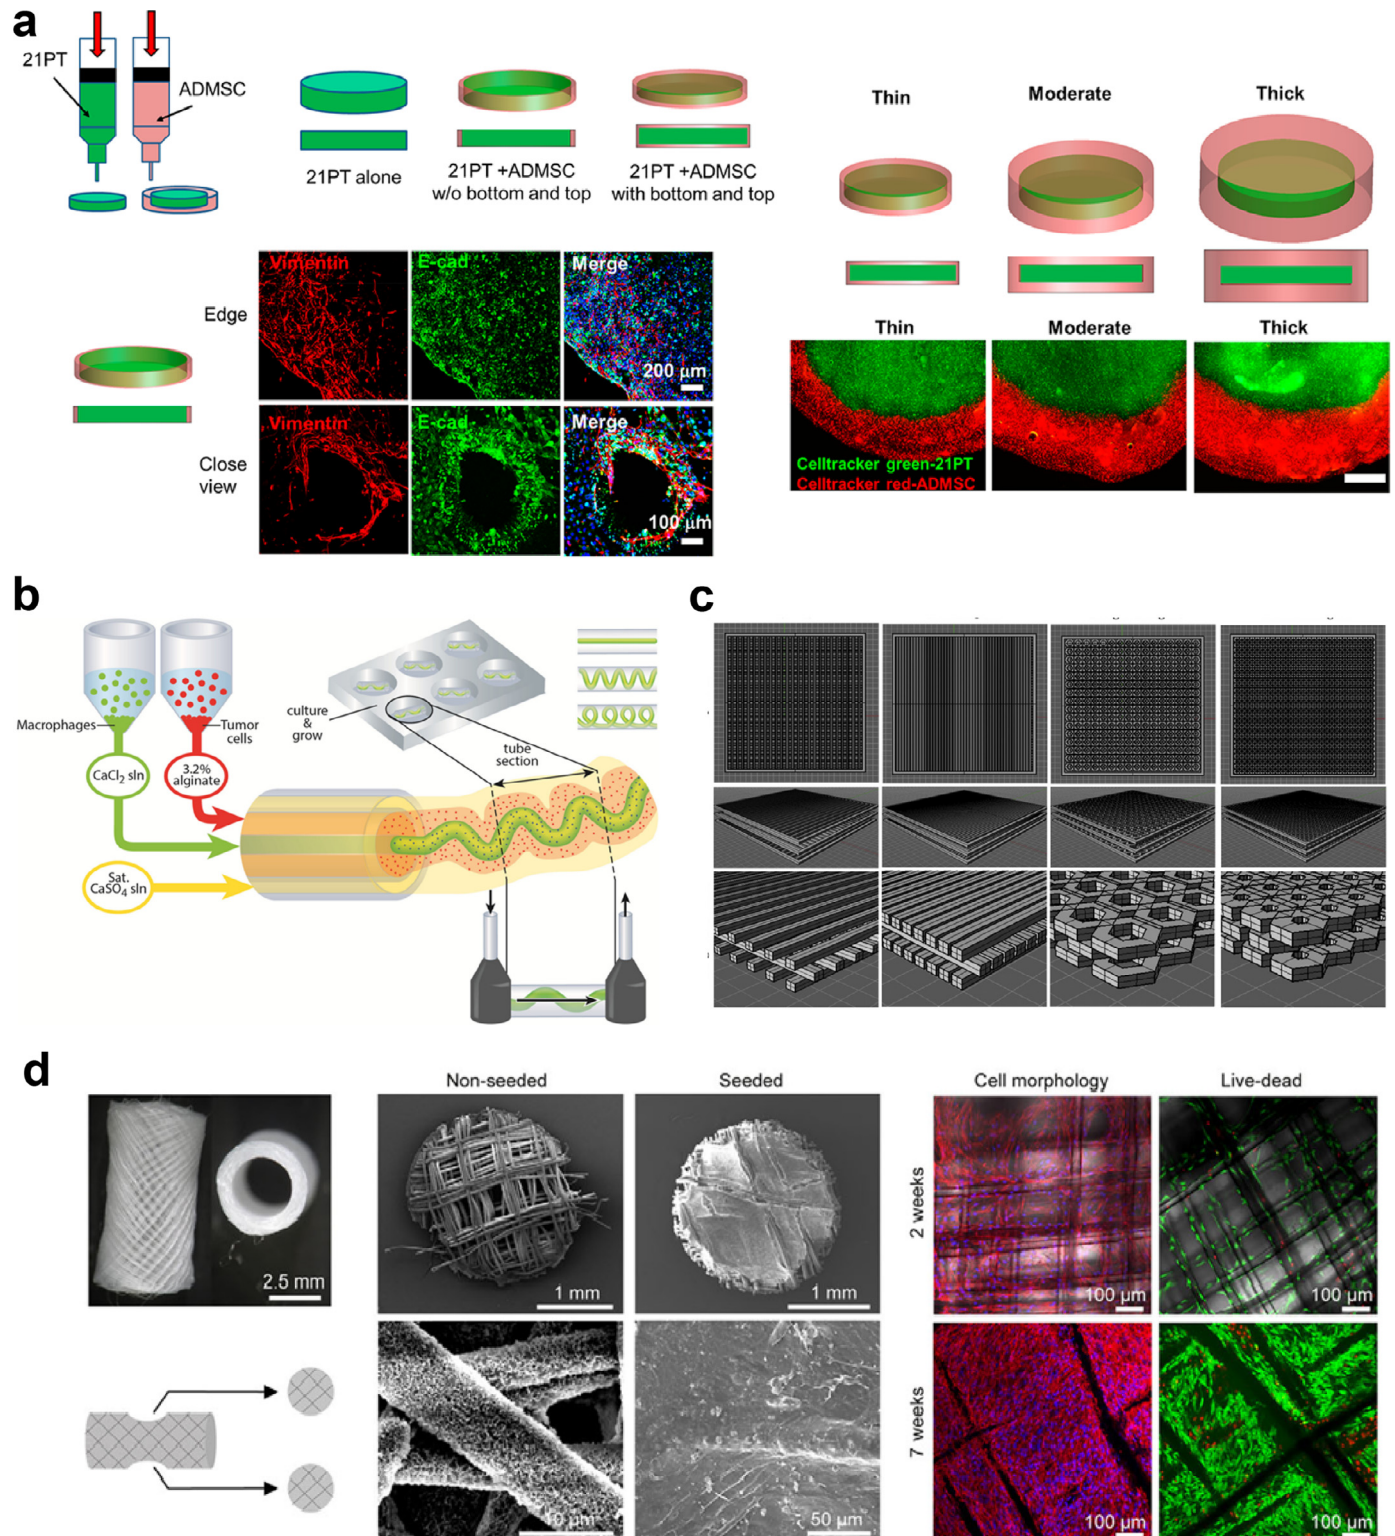 a
21PT
ADMSC
21PT alone
21PT +ADMSC
w/o bottom and top
21PT +ADMSC
with bottom and top
Thin
Moderate
Thick
Edge
Vimentin
E-cad
Merge
200 µm
Close
view
Vimentin
E-cad
Merge
100 µm
Thin
Moderate
Thick
Celltracker green-21PT
Celltracker red-ADMSC
b
Macrophages
Tumor
cells
CaCl₂ sln
3.2%
alginate
Sat.
CaSO₄ sln
culture
&
grow
tube
section
c
d
2.5 mm
Non-seeded
Seeded
1 mm
1 mm
10 µm
50 µm
Cell morphology
Live-dead
2 weeks
100 µm
100 µm
7 weeks
100 µm
100 µm